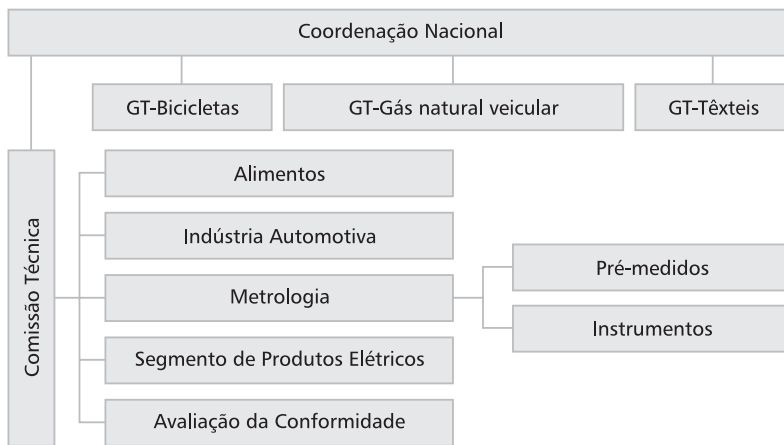 Coordenação Nacional
GT-Bicicletas
GT-Gás natural veicular
GT-Têxteis
Comissão Técnica
Alimentos
Indústria Automotiva
Metrologia
Pré-medidos
Instrumentos
Segmento de Produtos Elétricos
Avaliação da Conformidade